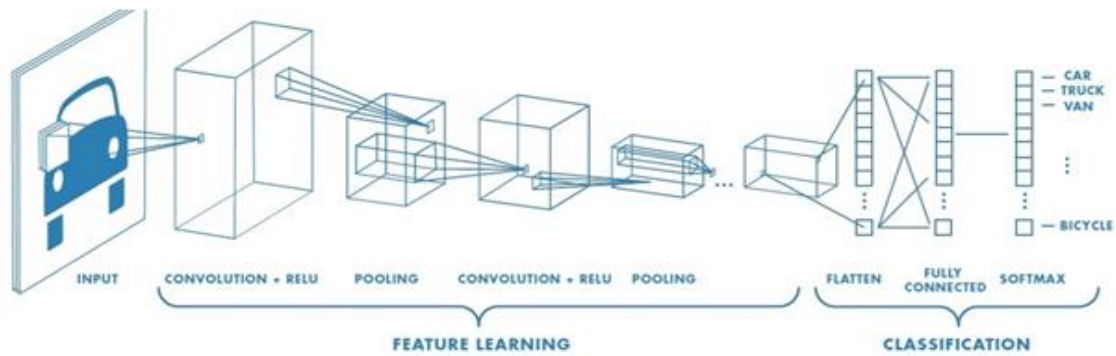 CAR
TRUCK
VAN
BICYCLE
INPUT
CONVOLUTION + RELU
POOLING
CONVOLUTION + RELU
POOLING
FLATTEN
FULLY
CONNECTED
SOFTMAX
FEATURE LEARNING
CLASSIFICATION